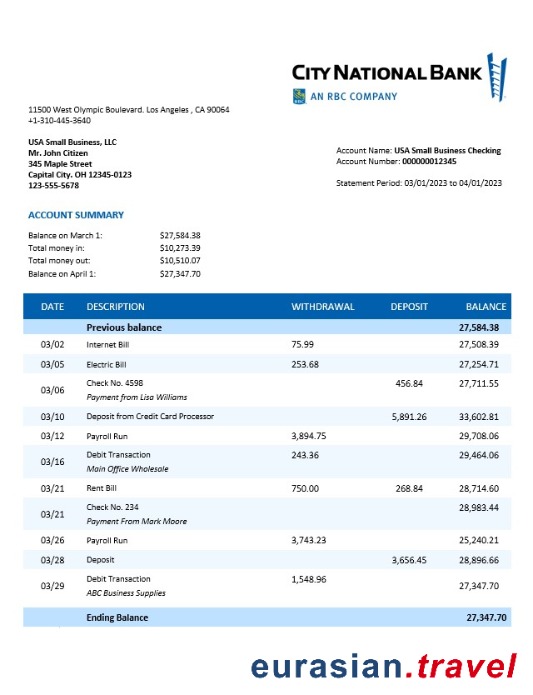 CITY NATIONAL BANK
RBC
AN RBC COMPANY
11500 West Olympic Boulevard. Los Angeles , CA 90064
+1-310-445-3640
USA Small Business, LLC
Mr. John Citizen
345 Maple Street
Capital City. OH 12345-0123
123-555-5678
Account Name: USA Small Business Checking
Account Number: 000000012345
Statement Period: 03/01/2023 to 04/01/2023
ACCOUNT SUMMARY
Balance on March 1: $27,584.38
Total money in: $10,273.39
Total money out: $10,510.07
Balance on April 1: $27,347.70
DATE DESCRIPTION WITHDRAWAL DEPOSIT BALANCE
Previous balance 27,584.38
03/02 Internet Bill 75.99 27,508.39
03/05 Electric Bill 253.68 27,254.71
03/06 Check No. 4598 456.84 27,711.55
Payment from Lisa Williams
03/10 Deposit from Credit Card Processor 5,891.26 33,602.81
03/12 Payroll Run 3,894.75 29,708.06
03/16 Debit Transaction 243.36 29,464.06
Main Office Wholesale
03/21 Rent Bill 750.00 268.84 28,714.60
03/21 Check No. 234 28,983.44
Payment From Mark Moore
03/26 Payroll Run 3,743.23 25,240.21
03/28 Deposit 3,656.45 28,896.66
03/29 Debit Transaction 1,548.96 27,347.70
ABC Business Supplies
Ending Balance 27,347.70
eurasian.travel